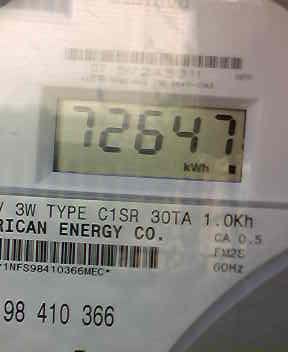 72647
kWh
V 3W TYPE C1SR 30TA 1.0Kh
RICAN ENERGY CO.
CA 0.5
FM2S
60Hz
*1NFS98410366MEC*
98 410 366